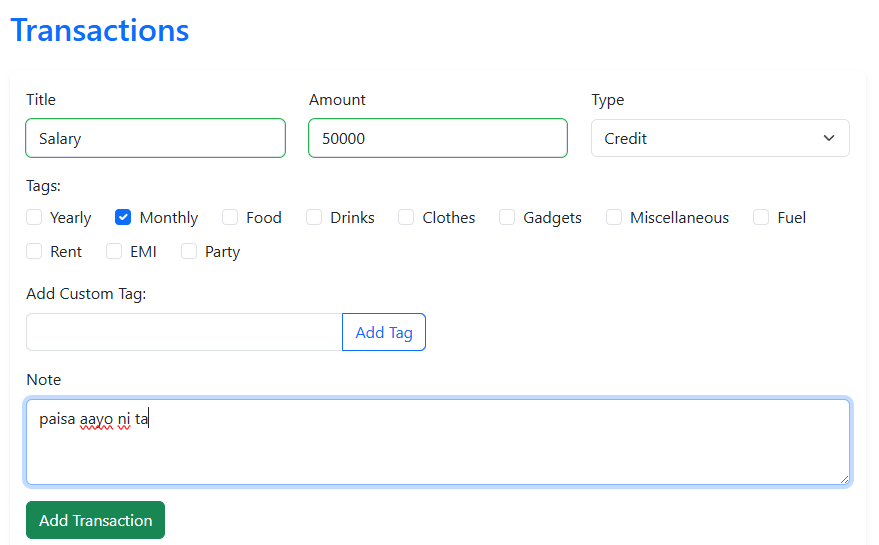 Transactions
Title Amount Type
Salary 50000 Credit
Tags:
Yearly Monthly Food Drinks Clothes Gadgets Miscellaneous Fuel
Rent EMI Party
Add Custom Tag:
Add Tag
Note
paisa aayo ni ta
Add Transaction